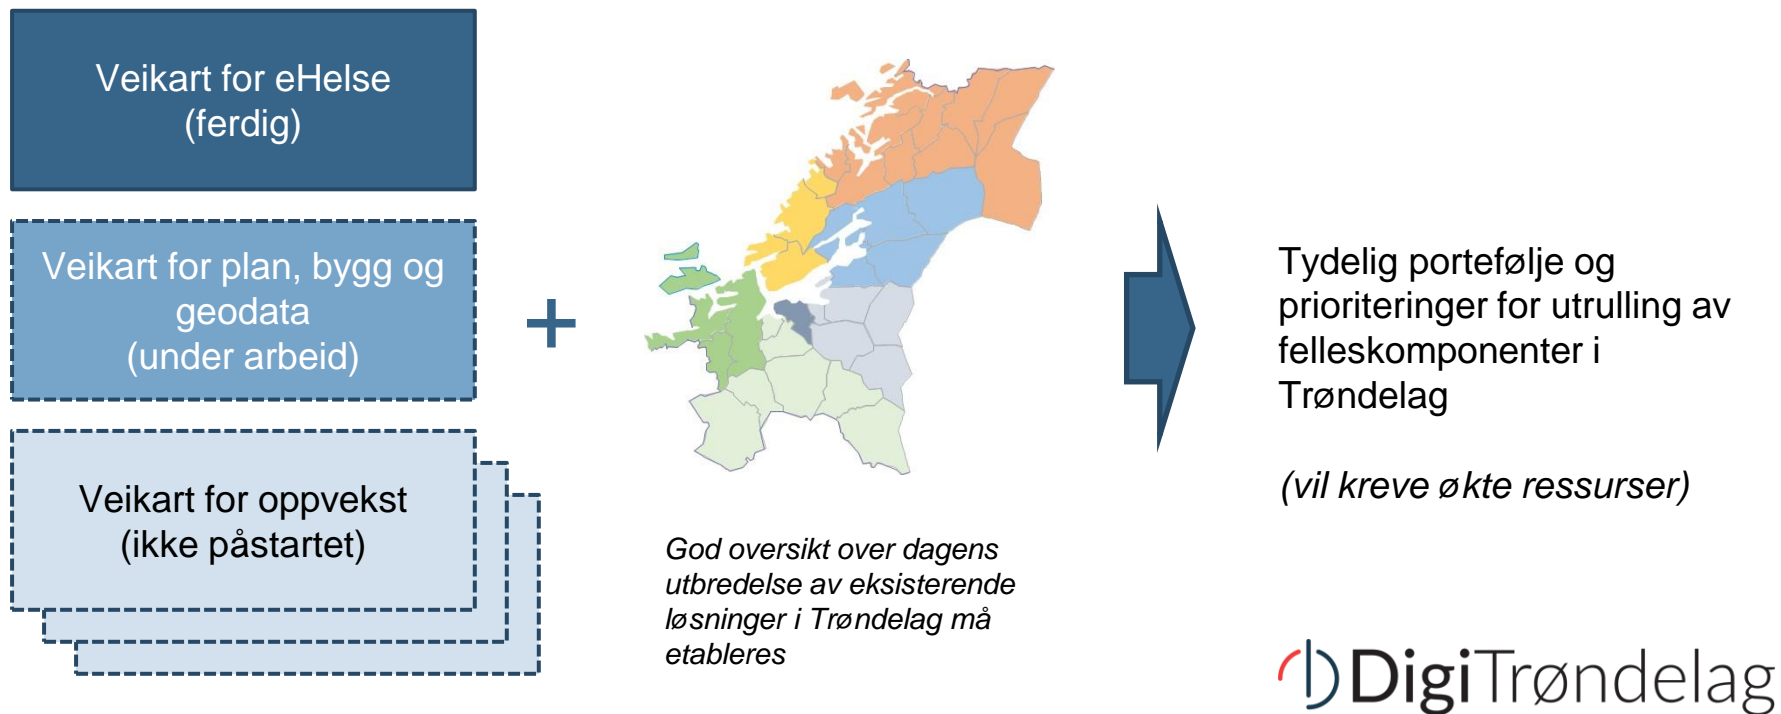 Veikart for eHelse
(ferdig)
Veikart for plan, bygg og
geodata
(under arbeid)
Veikart for oppvekst
(ikke påstartet)
+
God oversikt over dagens
utbredelse av eksisterende
løsninger i Trøndelag må
etableres
Tydelig portefølje og
prioriteringer for utrulling av
felleskomponenter i
Trøndelag
(vil kreve økte ressurser)
DigiTrøndelag